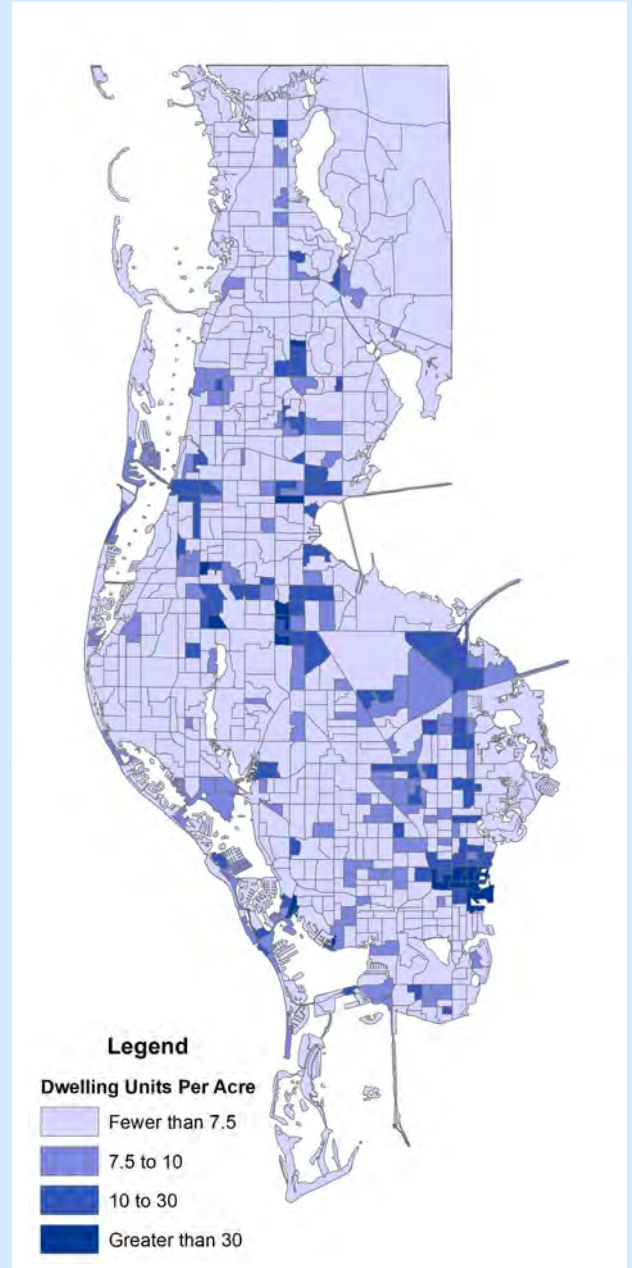 Legend
Dwelling Units Per Acre
Fewer than 7.5
7.5 to 10
10 to 30
Greater than 30